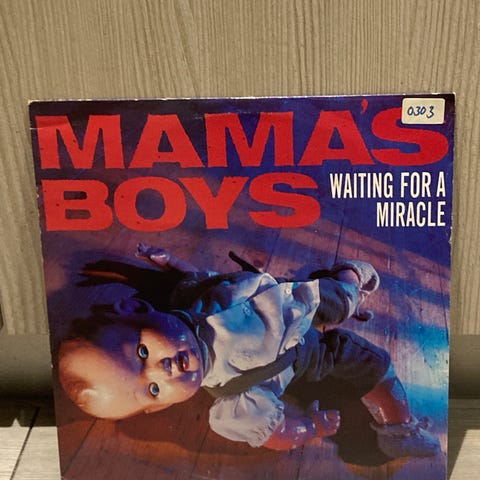 0303
MAMA'S
BOYS
WAITING FOR A
MIRACLE